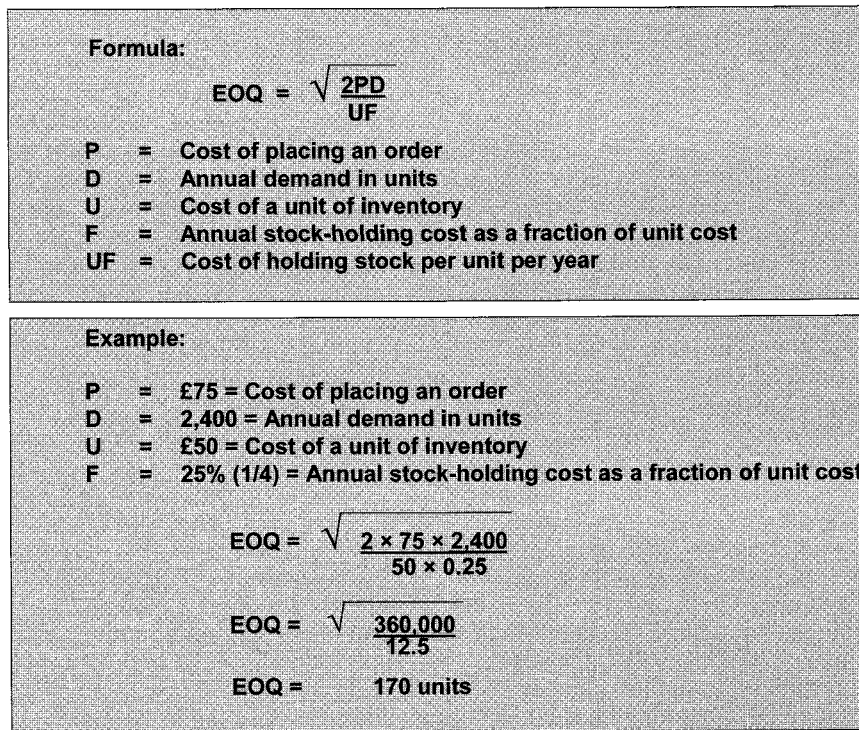 Formula:
EOQ = √ 2PD
UF
P = Cost of placing an order
D = Annual demand in units
U = Cost of a unit of inventory
F = Annual stock-holding cost as a fraction of unit cost
UF = Cost of holding stock per unit per year
Example:
P = £75 = Cost of placing an order
D = 2,400 = Annual demand in units
U = £50 = Cost of a unit of inventory
F = 25% (1/4) = Annual stock-holding cost as a fraction of unit cost
EOQ = √ 2 × 75 × 2,400
50 × 0.25
EOQ = √ 360,000
12.5
EOQ = 170 units